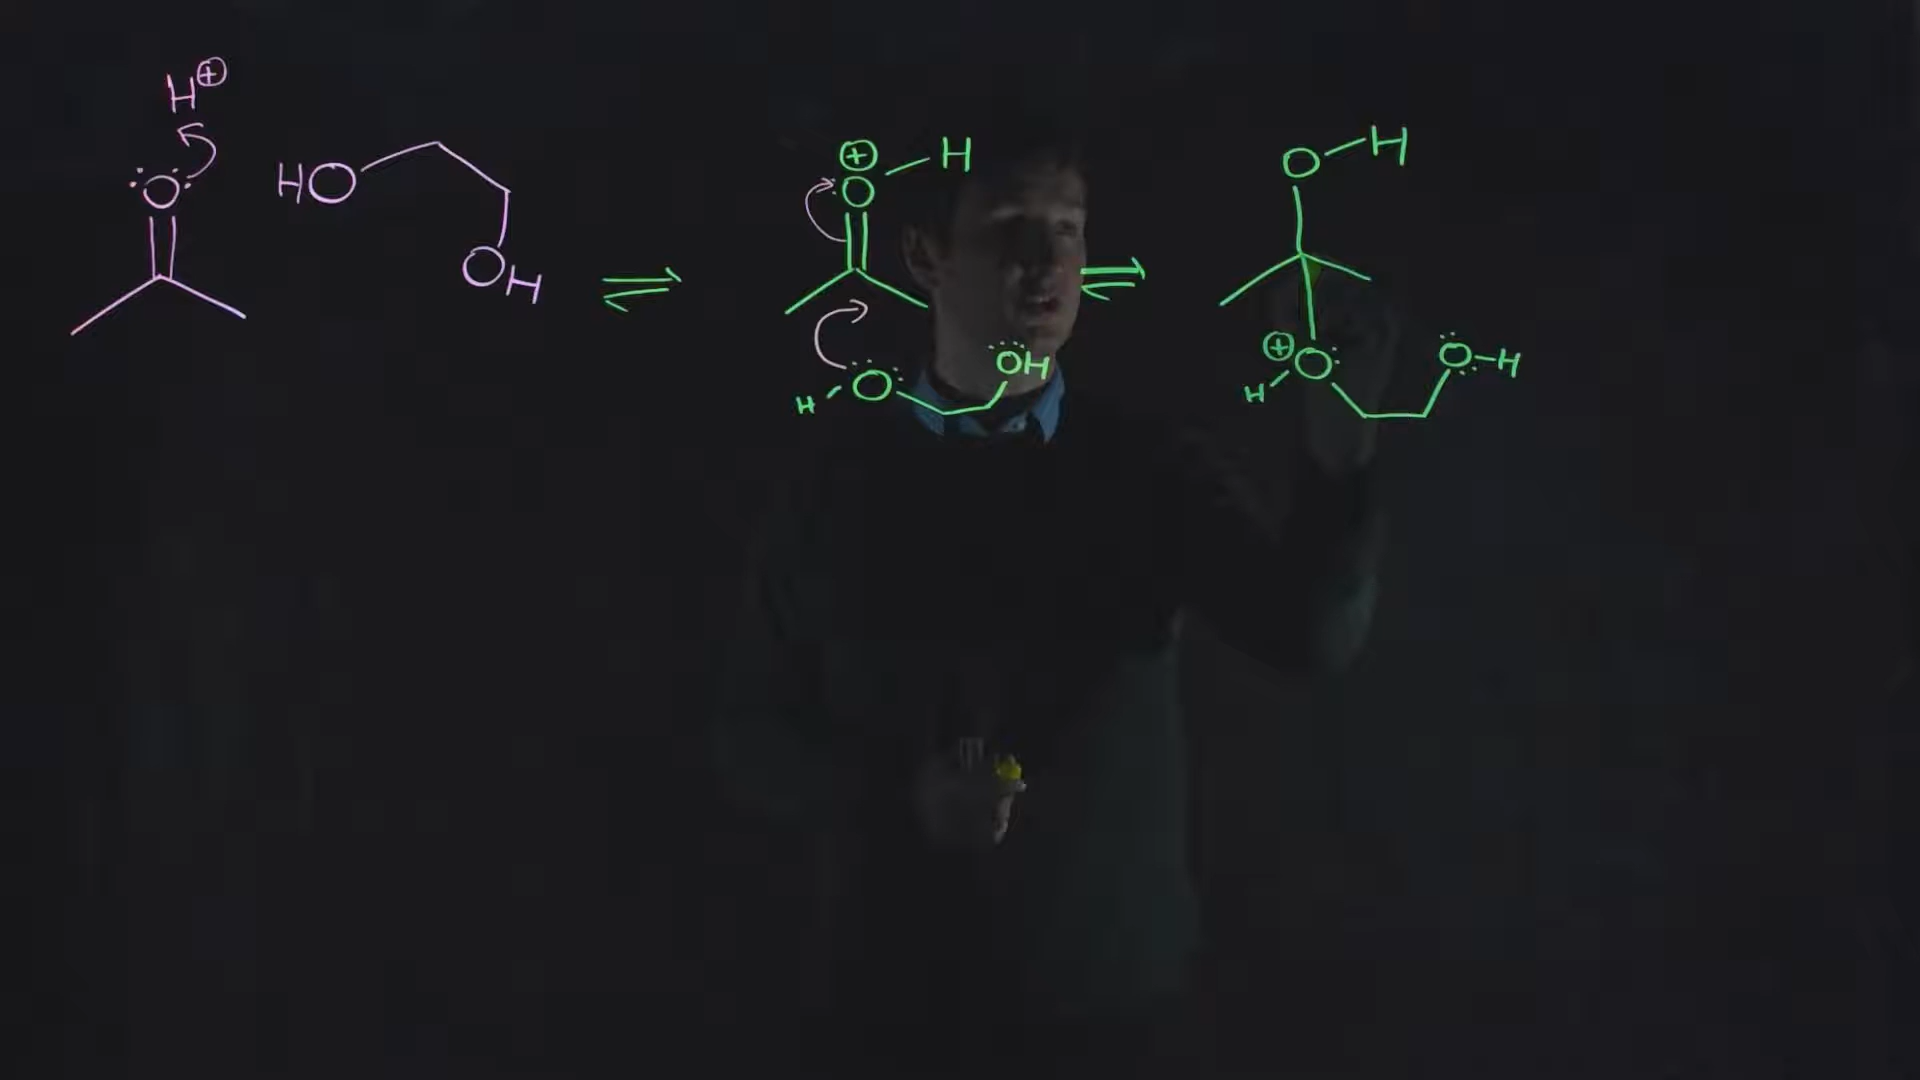 H⊕
:O: HO OH
⊕
:O-H
H-O: OH
O-H
⊕ O: O-H
H